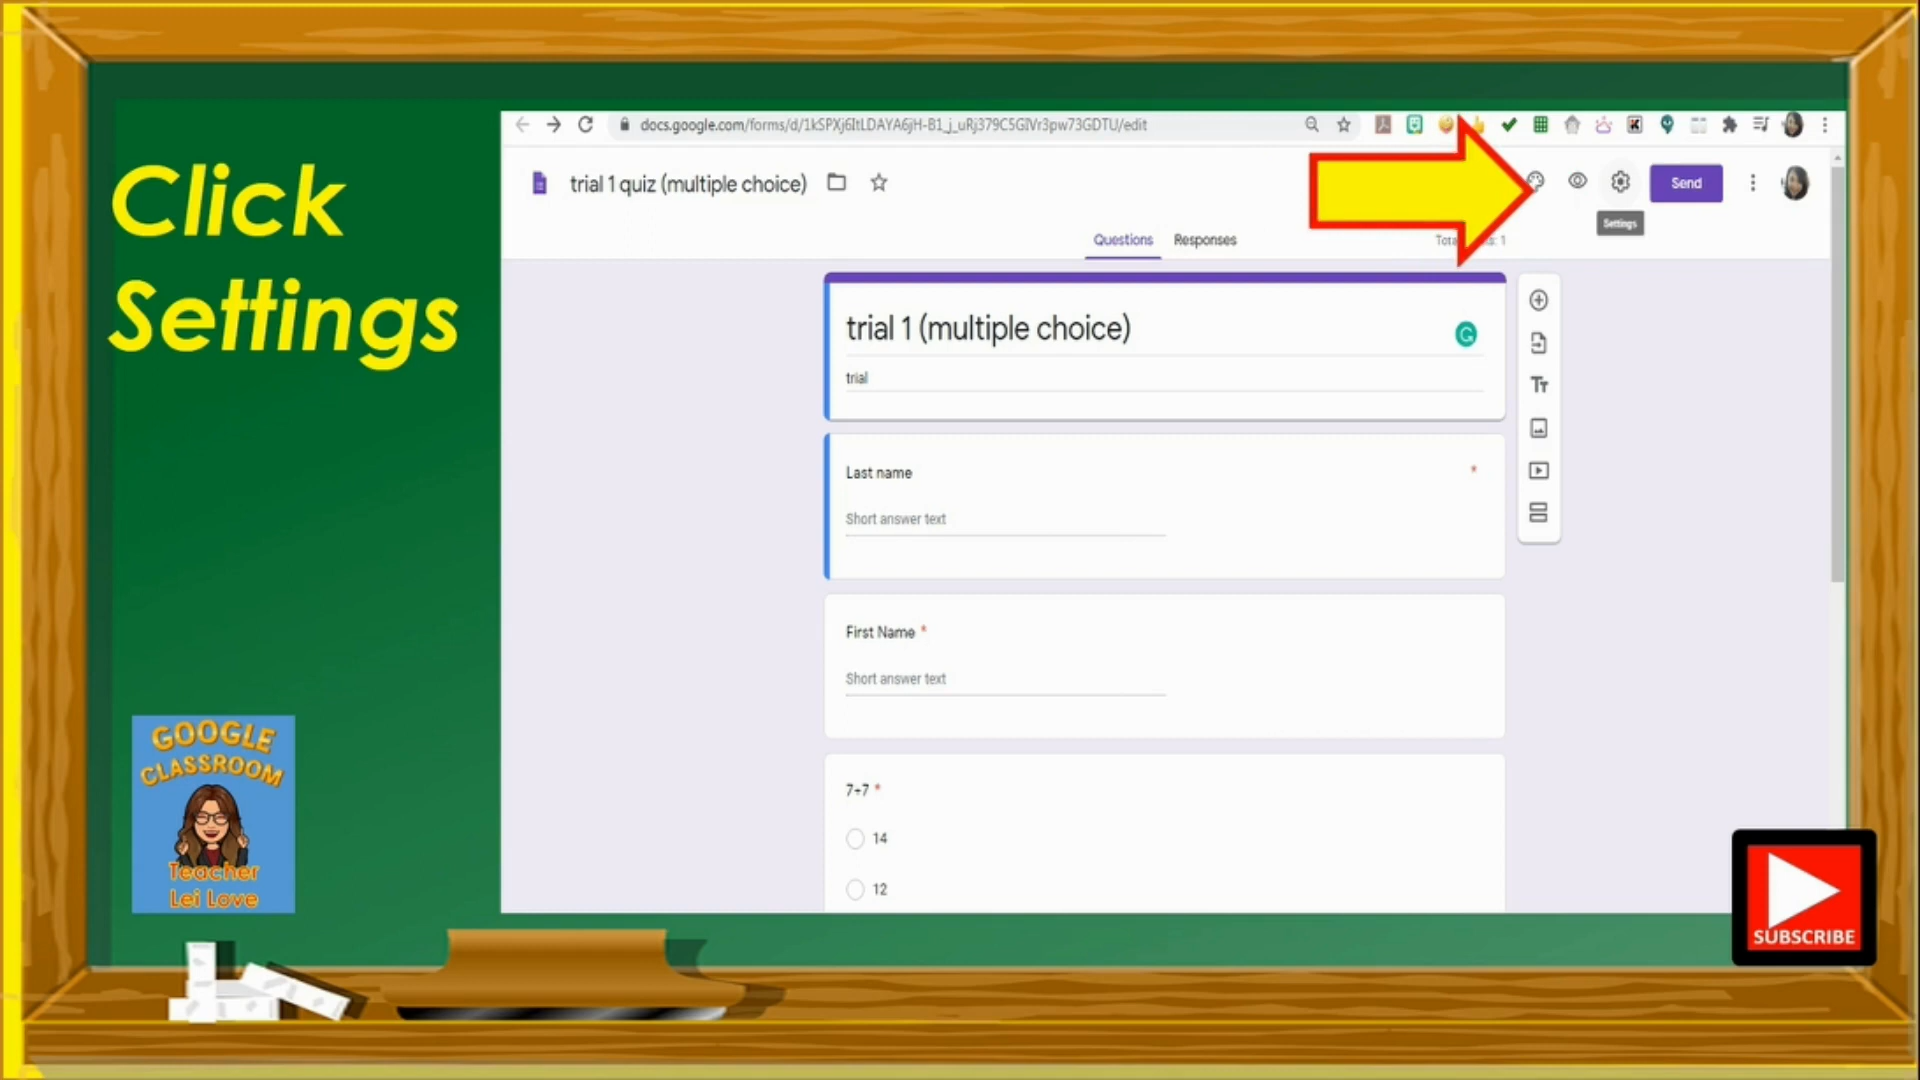 Click
Settings
docs.google.com/forms/d/1kSPXj6ItLDAYA6jH-B1_j_uRj379C5GlVr3pw73GDTU/edit
trial 1 quiz (multiple choice)
Send
Settings
Questions Responses
trial 1 (multiple choice)
trial
Last name *
Short answer text
First Name *
Short answer text
7+7 *
14
12
GOOGLE
CLASSROOM
Teacher
Lei Love
SUBSCRIBE